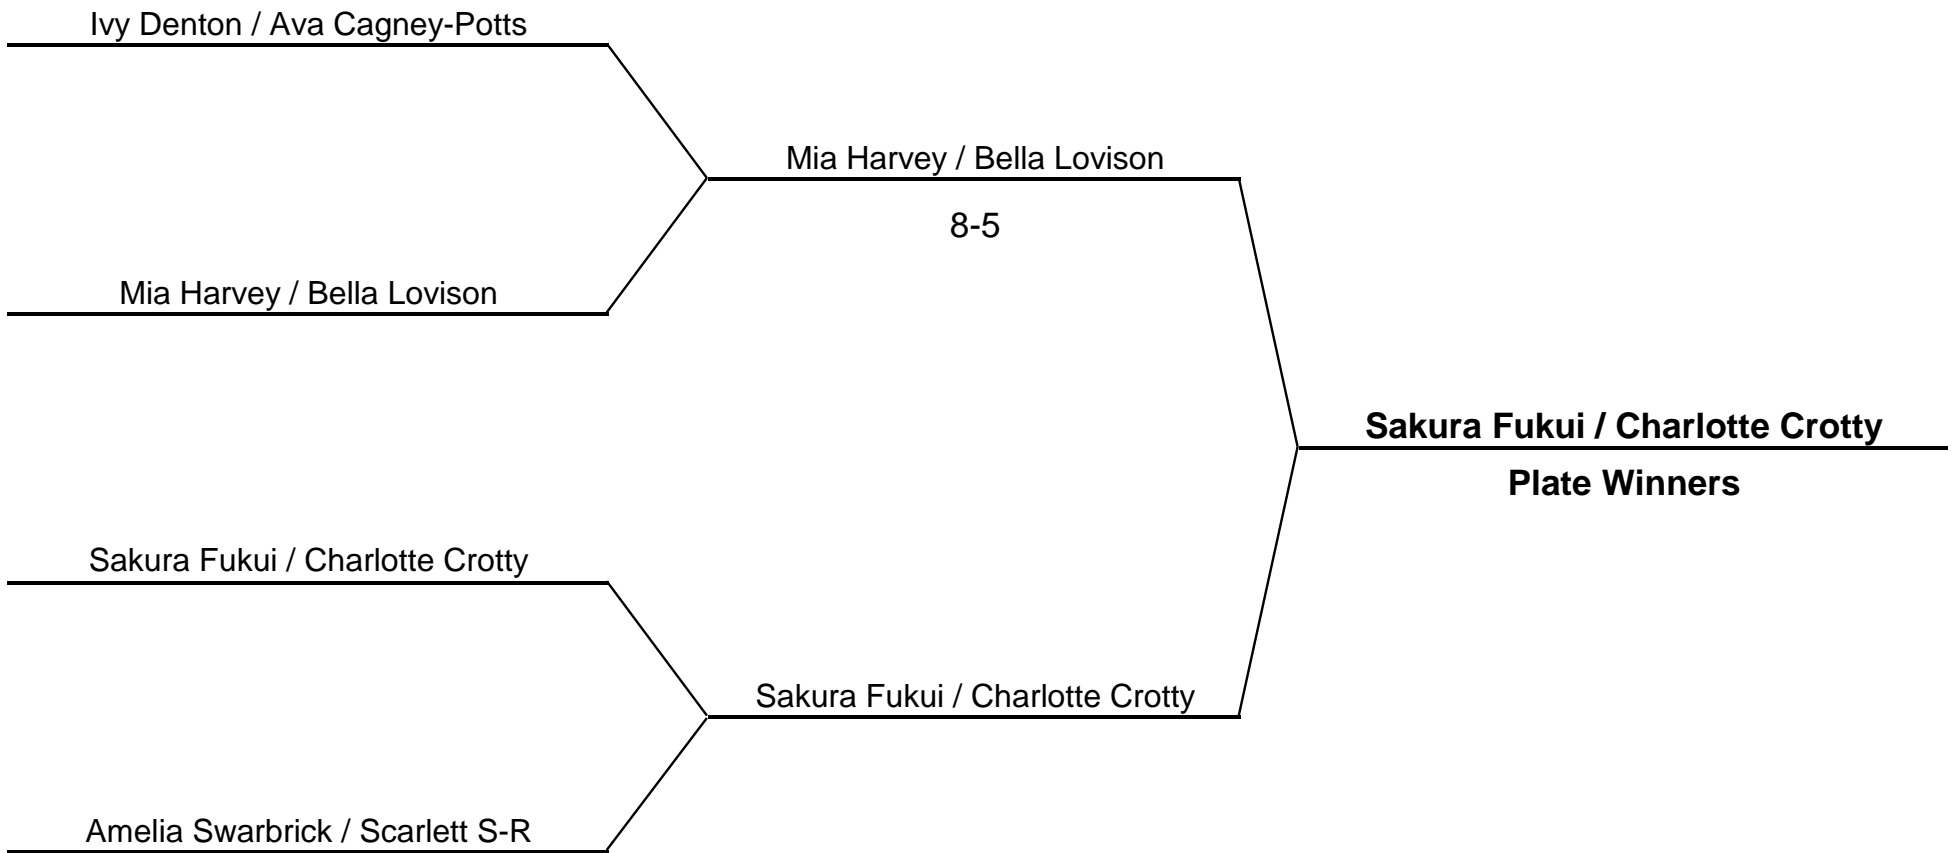 Ivy Denton / Ava Cagney-Potts
Mia Harvey / Bella Lovison
8-5
Mia Harvey / Bella Lovison
Sakura Fukui / Charlotte Crotty
Plate Winners
Sakura Fukui / Charlotte Crotty
Sakura Fukui / Charlotte Crotty
Amelia Swarbrick / Scarlett S-R